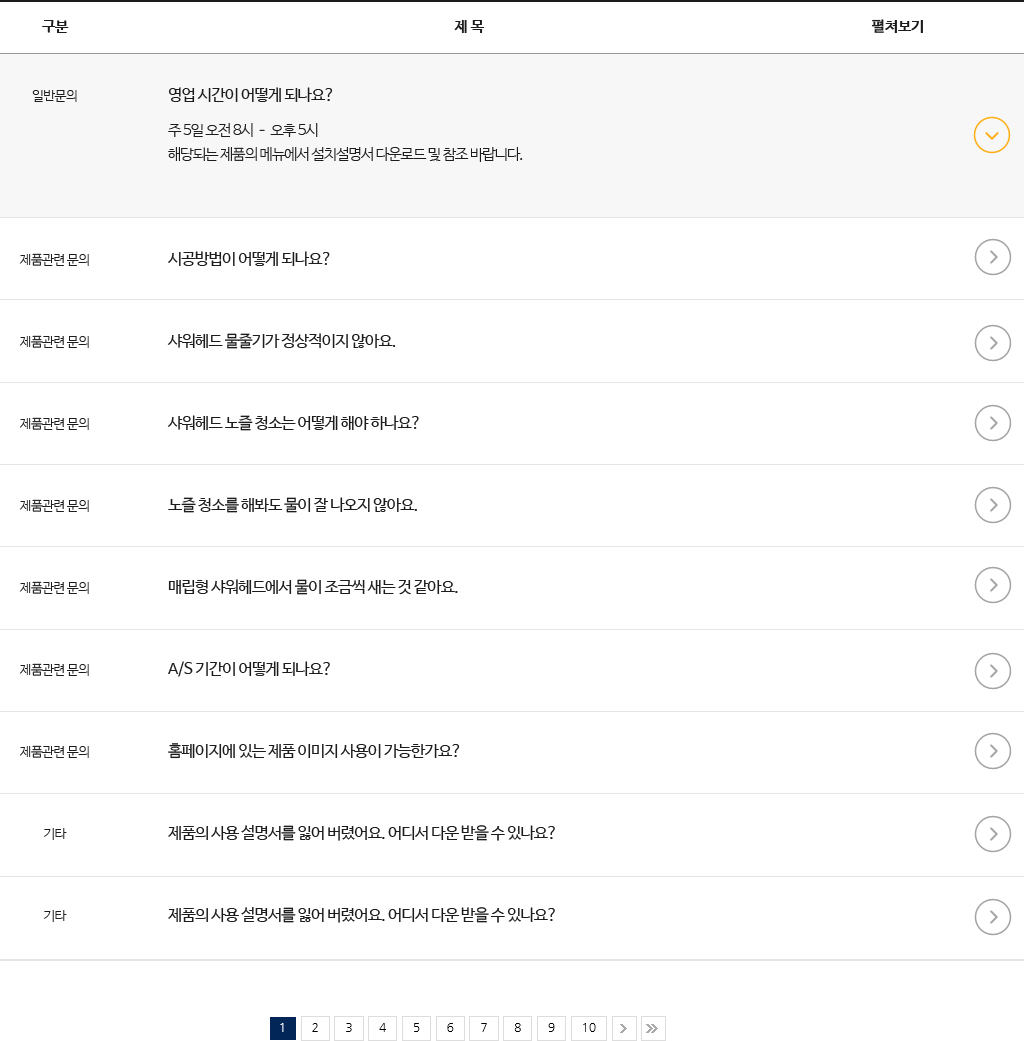 구분 제 목 펼쳐보기
일반문의 영업 시간이 어떻게 되나요?
주 5일 오전 8시 - 오후 5시
해당되는 제품의 메뉴에서 설치설명서 다운로드 및 참조 바랍니다.
제품관련 문의 시공방법이 어떻게 되나요?
제품관련 문의 샤워헤드 물줄기가 정상적이지 않아요.
제품관련 문의 샤워헤드 노즐 청소는 어떻게 해야 하나요?
제품관련 문의 노즐 청소를 해봐도 물이 잘 나오지 않아요.
제품관련 문의 매립형 샤워헤드에서 물이 조금씩 새는 것 같아요.
제품관련 문의 A/S 기간이 어떻게 되나요?
제품관련 문의 홈페이지에 있는 제품 이미지 사용이 가능한가요?
기타 제품의 사용 설명서를 잃어 버렸어요. 어디서 다운 받을 수 있나요?
기타 제품의 사용 설명서를 잃어 버렸어요. 어디서 다운 받을 수 있나요?
1 2 3 4 5 6 7 8 9 10